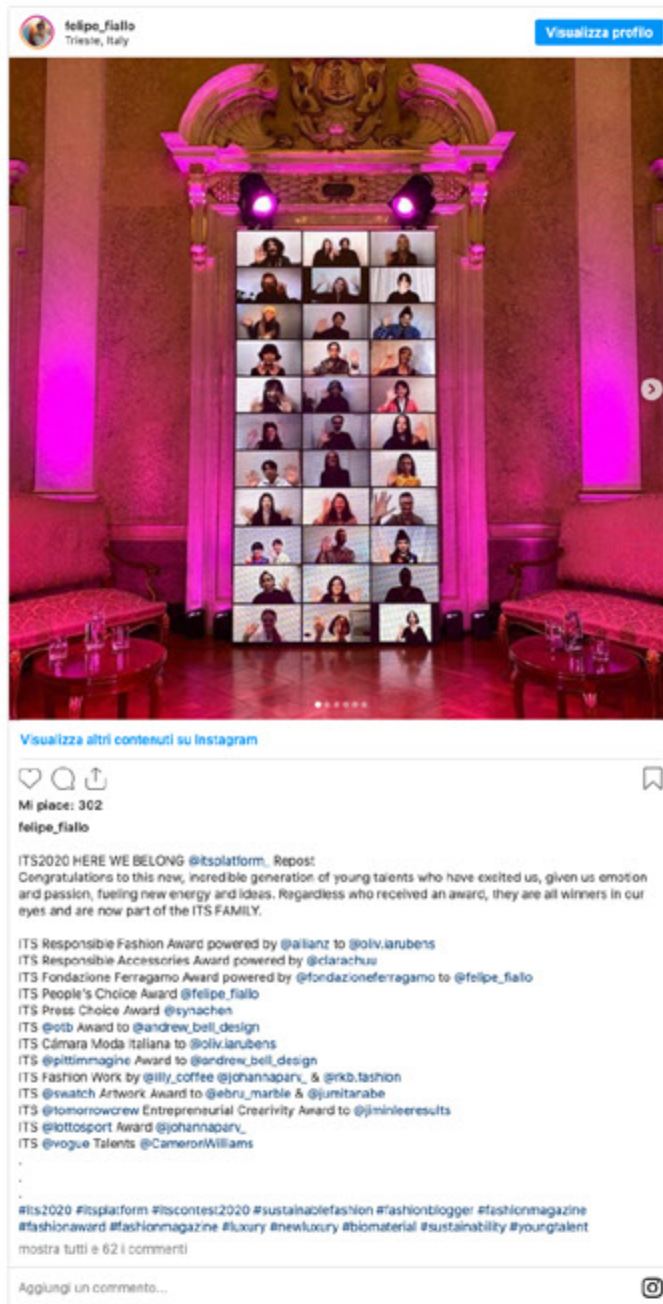 felipe_fiallo
Trieste, Italy
Visualizza profilo
Visualizza altri contenuti su Instagram
Mi piace: 302
felipe_fiallo
ITS2020 HERE WE BELONG @itsplatform_ Repost
Congratulations to this new, incredible generation of young talents who have excited us, given us emotion
and passion, fueling new energy and ideas. Regardless who received an award, they are all winners in our
eyes and are now part of the ITS FAMILY.
ITS Responsible Fashion Award powered by @allianz to @oliv.iarubens
ITS Responsible Accessories Award powered by @clarachuu
ITS Fondazione Ferragamo Award powered by @fondazioneferragamo to @felipe_fiallo
ITS People's Choice Award @felipe_fiallo
ITS Press Choice Award @synachen
ITS @otb Award to @andrew_bell_design
ITS Cámara Moda Italiana to @oliv.iarubens
ITS @pittimmagine Award to @andrew_bell_design
ITS Fashion Work by @illy_coffee @johannaparv_ & @rkb.fashion
ITS @swatch Artwork Award to @ebru_marble & @jumitanabe
ITS @tomorrowcrew Entrepreneurial Crearivity Award to @jiminleeresults
ITS @lottosport Award @johannaparv_
ITS @vogue Talents @CameronWilliams
.
.
.
#its2020 #itsplatform #itscontest2020 #sustainablefashion #fashionblogger #fashionmagazine
#fashionaward #fashionmagazine #luxury #newluxury #biomaterial #sustainability #youngtalent
mostra tutti e 62 i commenti
Aggiungi un commento...